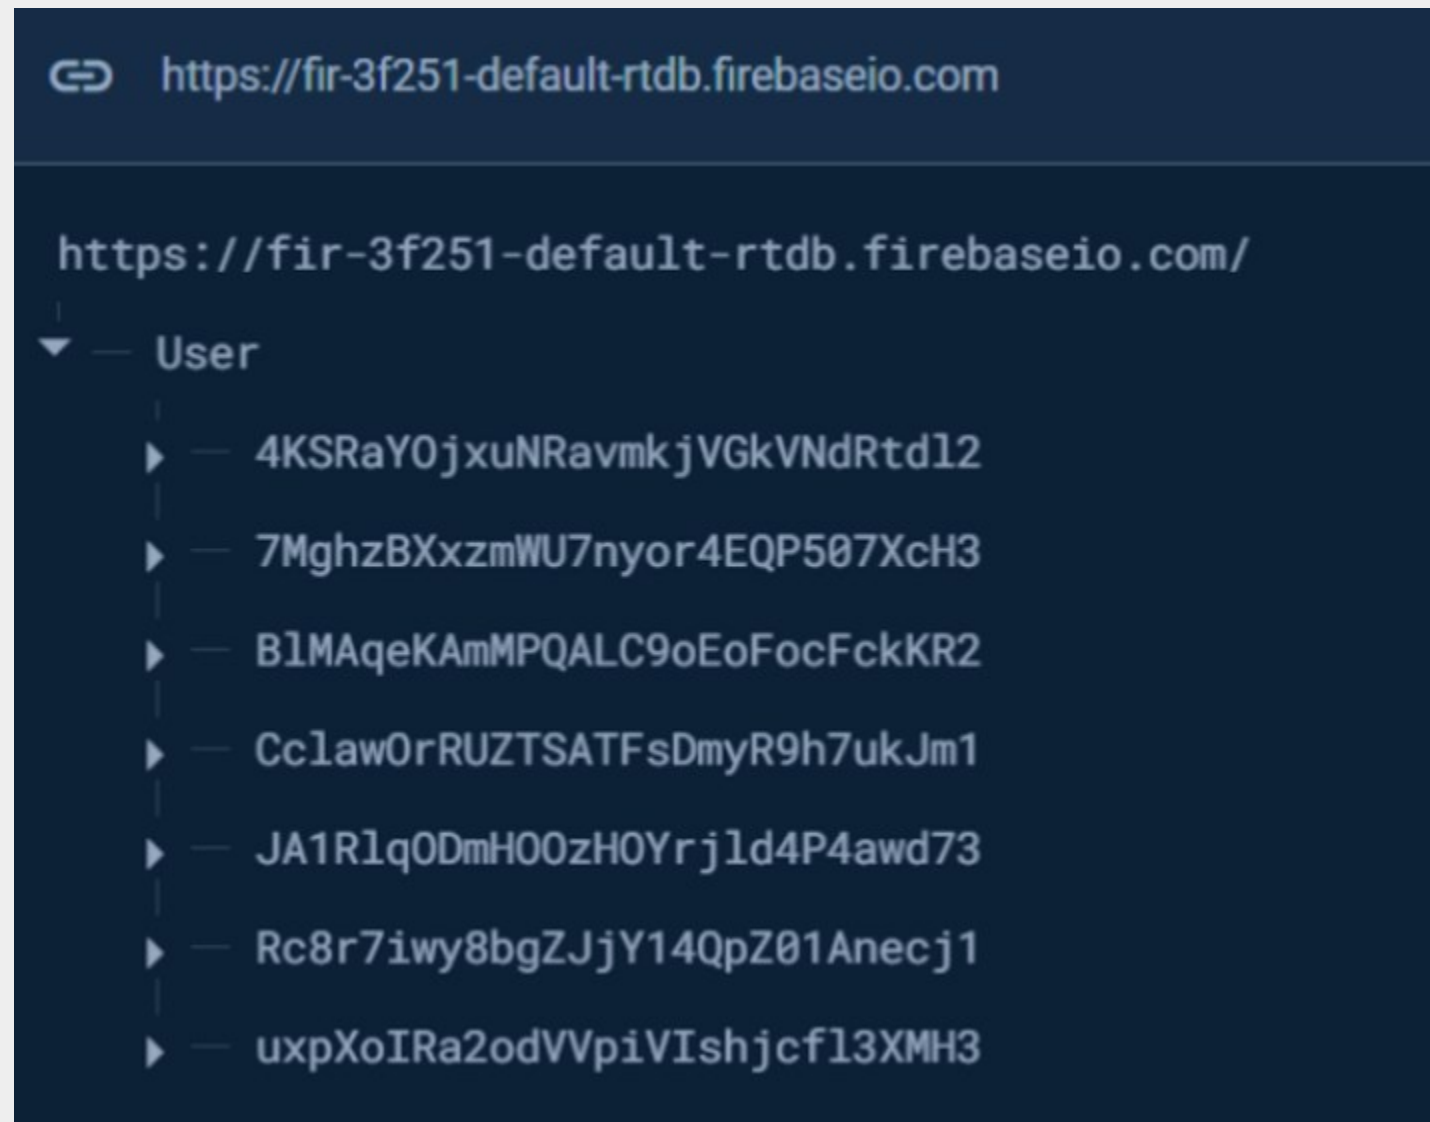 https://fir-3f251-default-rtdb.firebaseio.com
https://fir-3f251-default-rtdb.firebaseio.com/
User
4KSRaYOjxuNRavmkjVGkVNdRtdl2
7MghzBXxzmWU7nyor4EQP507XcH3
BlMAqeKAmMPQALC9oEoFocFckKR2
CclawOrRUZTSATFsDmyR9h7ukJm1
JA1RlqODmHOOzHOYrjld4P4awd73
Rc8r7iwy8bgZJjY14QpZ01Anecj1
uxpXoIRa2odVVpiVIshjcfl3XMH3